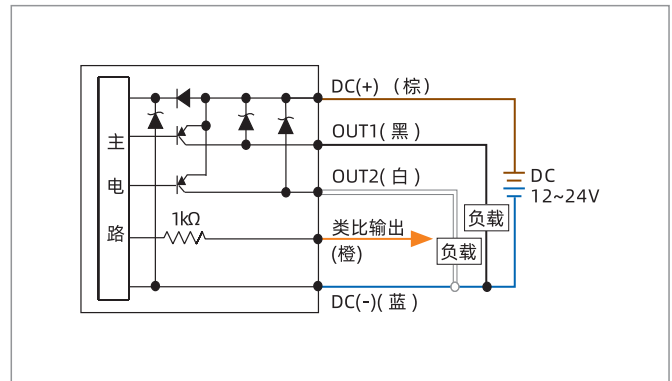 DC(+) (棕)
OUT1(黑)
主
电
路
OUT2(白)
DC
12~24V
1kΩ
负载
类比输出
(橙)
负载
DC(-)(蓝)